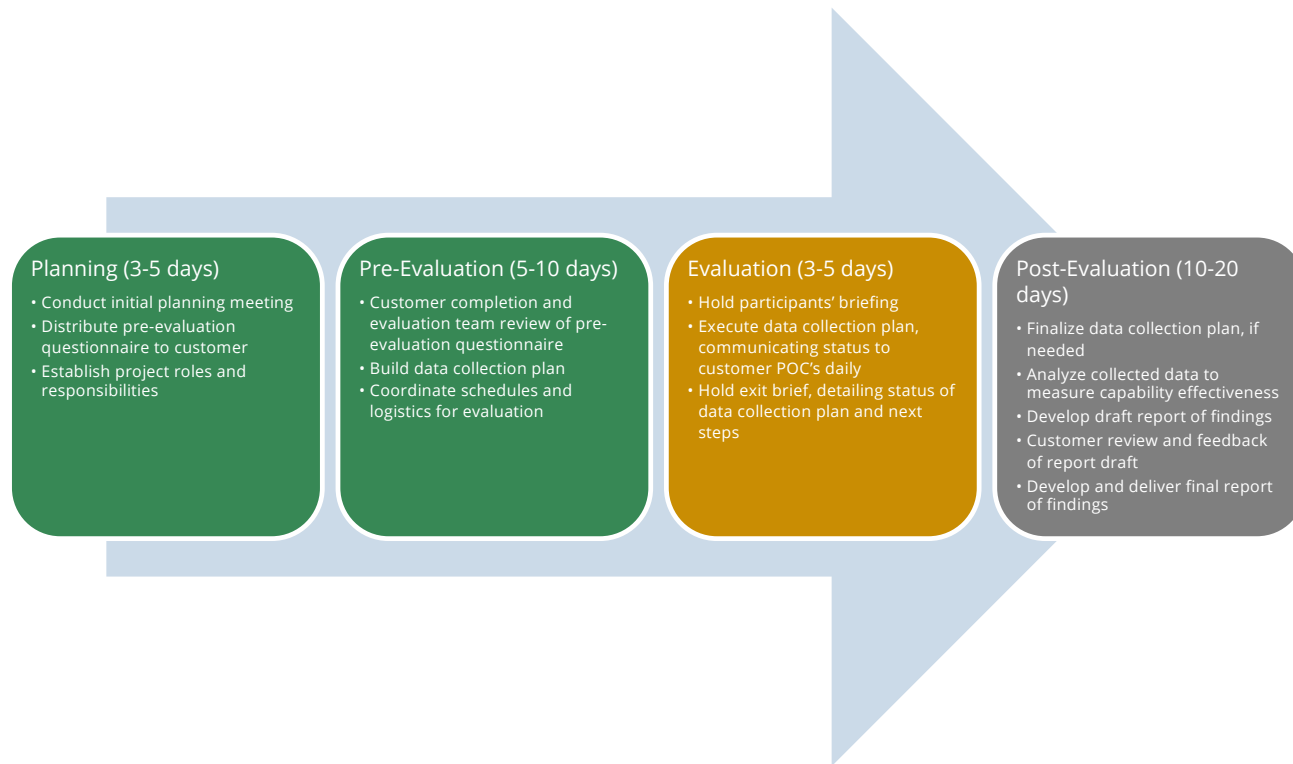 Planning (3-5 days)
• Conduct initial planning meeting
• Distribute pre-evaluation
questionnaire to customer
• Establish project roles and
responsibilities
Pre-Evaluation (5-10 days)
• Customer completion and
evaluation team review of pre-
evaluation questionnaire
• Build data collection plan
• Coordinate schedules and
logistics for evaluation
Evaluation (3-5 days)
• Hold participants’ briefing
• Execute data collection plan,
communicating status to
customer POC’s daily
• Hold exit brief, detailing status of
data collection plan and next
steps
Post-Evaluation (10-20
days)
• Finalize data collection plan, if
needed
• Analyze collected data to
measure capability effectiveness
• Develop draft report of findings
• Customer review and feedback
of report draft
• Develop and deliver final report
of findings